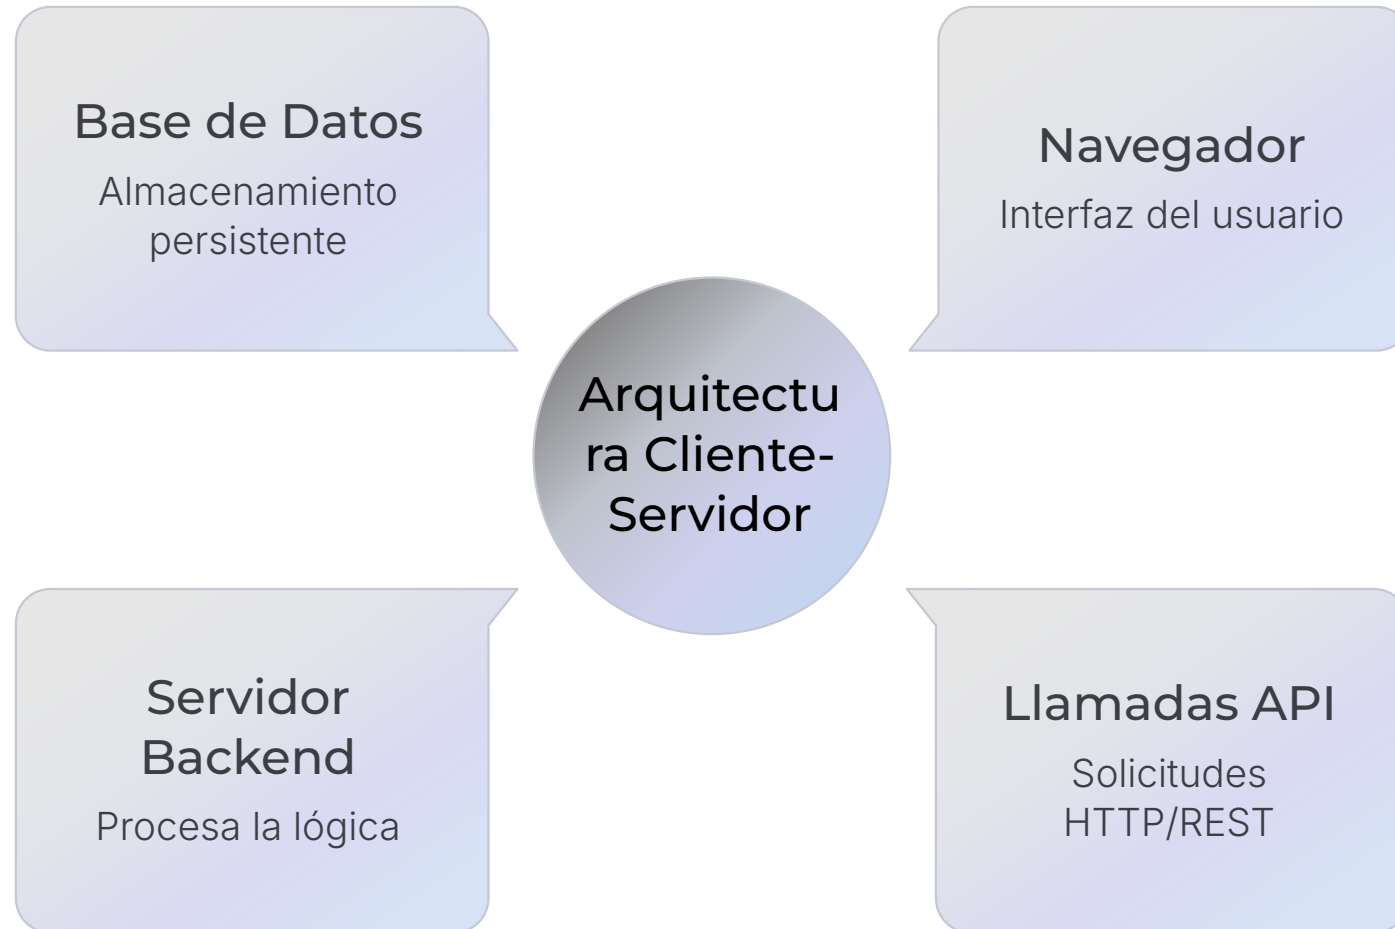 Base de Datos
Almacenamiento
persistente
Navegador
Interfaz del usuario
Arquitectu
ra Cliente-
Servidor
Servidor
Backend
Procesa la lógica
Llamadas API
Solicitudes
HTTP/REST